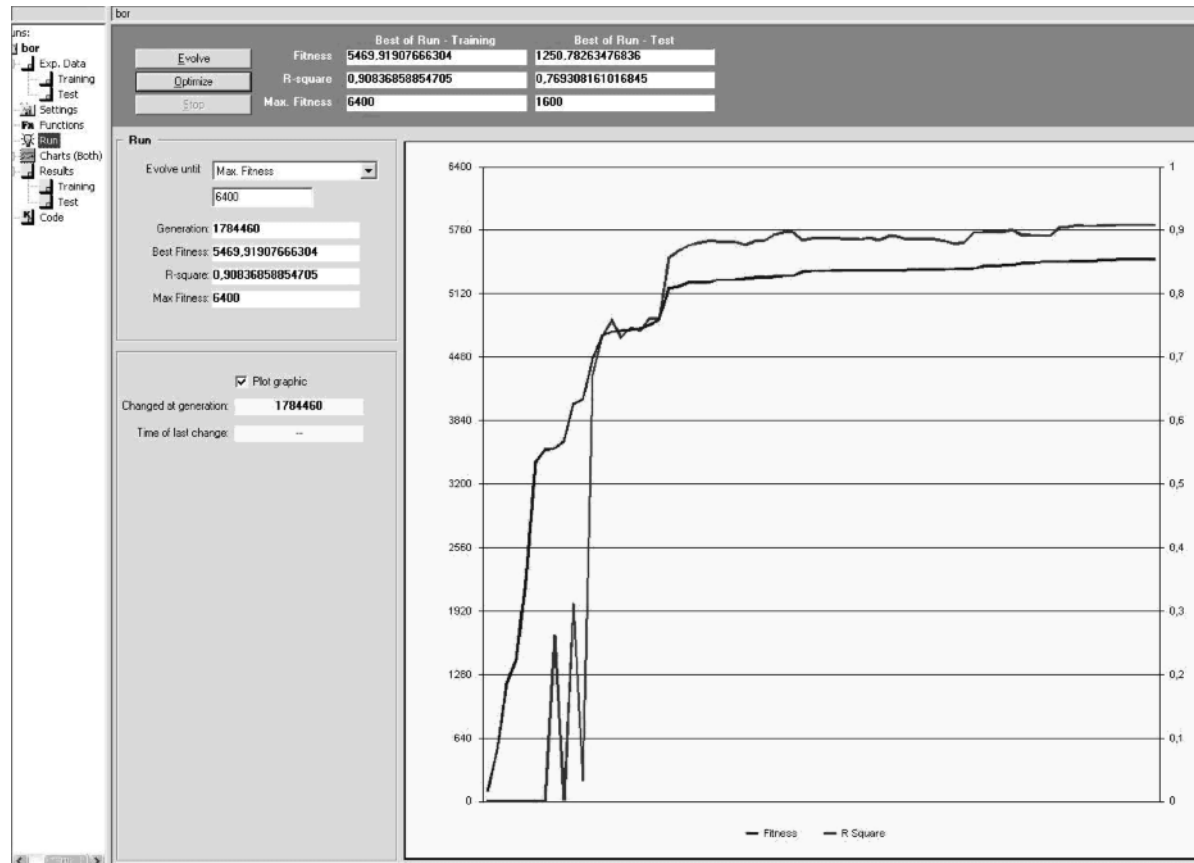 bor
uns:
bor
Exp. Data
Training
Test
Settings
Functions
Run
Charts (Both)
Results
Training
Test
Code
Evolve
Optimize
Stop
Best of Run - Training
Best of Run - Test
Fitness 5469,91907666304 1250.78263476836
R-square 0,90836858854705 0,769308161016845
Max. Fitness 6400 1600
Run
Evolve until: Max. Fitness
6400
Generation: 1784460
Best Fitness: 5469,91907666304
R-square: 0,90836858854705
Max Fitness: 6400
Plot graphic
Changed at generation: 1784460
Time of last change: --
6400 1
5760 0,9
5120 0,8
4480 0,7
3840 0,6
3200 0,5
2560 0,4
1920 0,3
1280 0,2
640 0,1
0 0
Fitness R Square